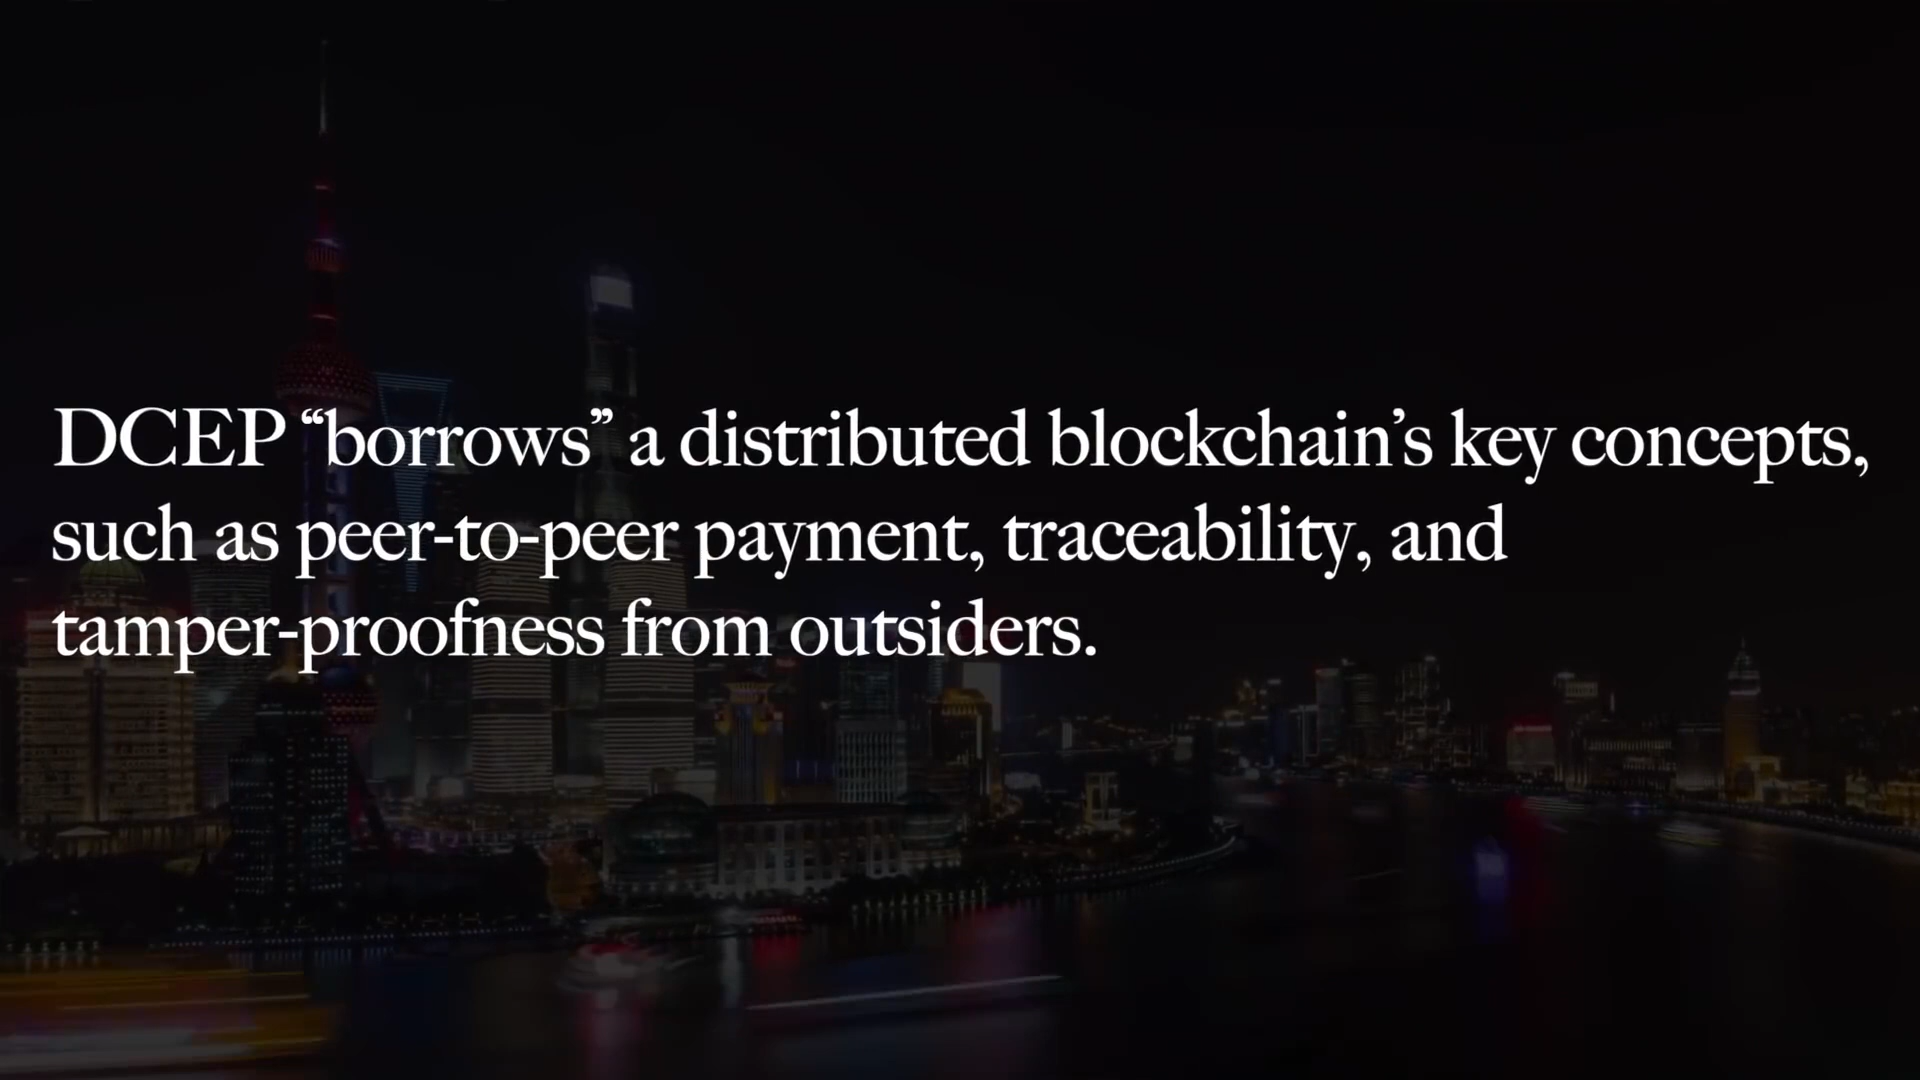 DCEP “borrows” a distributed blockchain’s key concepts,
such as peer-to-peer payment, traceability, and
tamper-proofness from outsiders.